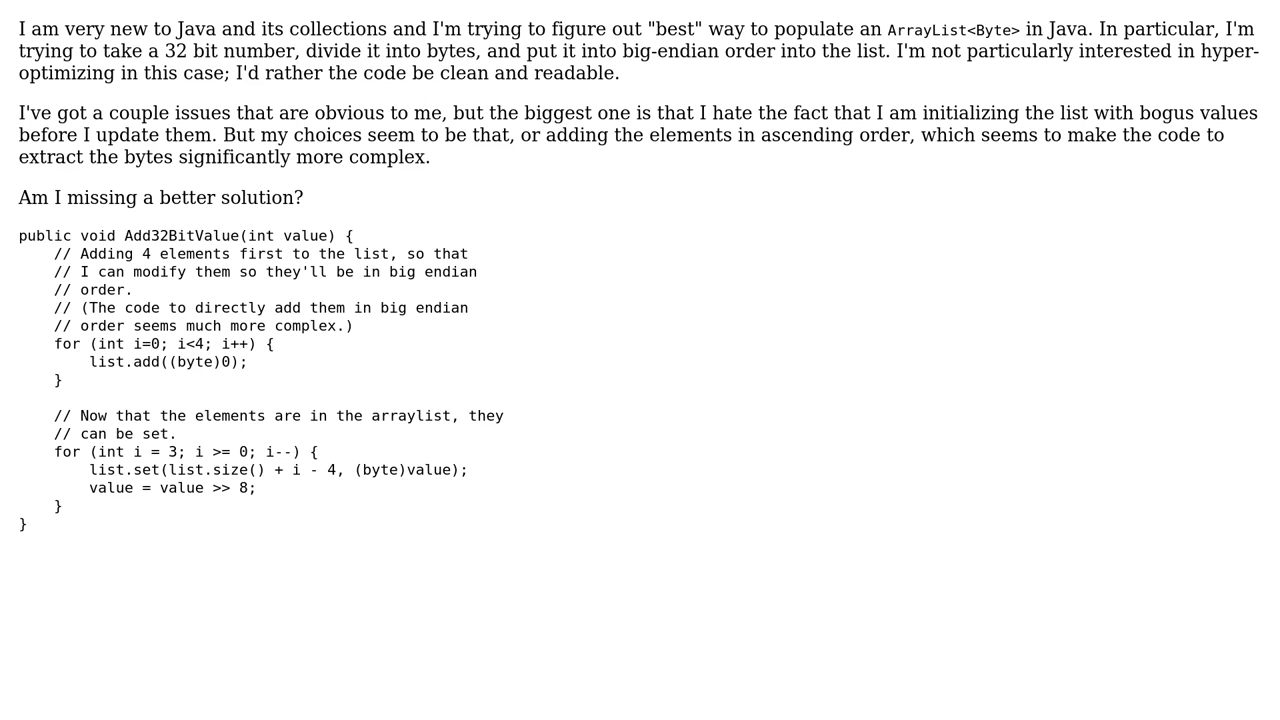 I am very new to Java and its collections and I'm trying to figure out "best" way to populate an ArrayList<Byte> in Java. In particular, I'm
trying to take a 32 bit number, divide it into bytes, and put it into big-endian order into the list. I'm not particularly interested in hyper-
optimizing in this case; I'd rather the code be clean and readable.
I've got a couple issues that are obvious to me, but the biggest one is that I hate the fact that I am initializing the list with bogus values
before I update them. But my choices seem to be that, or adding the elements in ascending order, which seems to make the code to
extract the bytes significantly more complex.
Am I missing a better solution?
public void Add32BitValue(int value) {
    // Adding 4 elements first to the list, so that
    // I can modify them so they'll be in big endian
    // order.
    // (The code to directly add them in big endian
    // order seems much more complex.)
    for (int i=0; i<4; i++) {
        list.add((byte)0);
    }
    // Now that the elements are in the arraylist, they
    // can be set.
    for (int i = 3; i >= 0; i--) {
        list.set(list.size() + i - 4, (byte)value);
        value = value >> 8;
    }
}